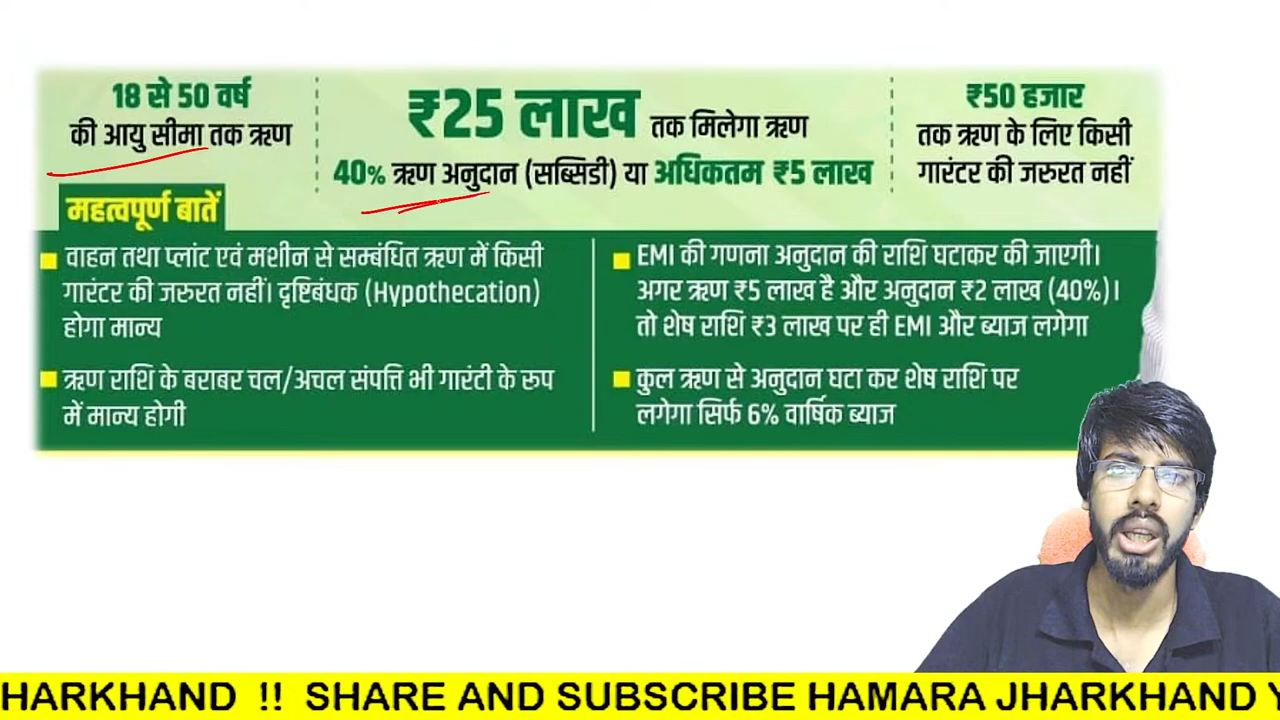 18 से 50 वर्ष
की आयु सीमा तक ऋण
₹25 लाख तक मिलेगा ऋण
40% ऋण अनुदान (सब्सिडी) या अधिकतम ₹5 लाख
₹50 हजार
तक ऋण के लिए किसी
गारंटर की जरुरत नहीं
महत्वपूर्ण बातें
वाहन तथा प्लांट एवं मशीन से सम्बंधित ऋण में किसी
गारंटर की जरुरत नहीं। दृष्टिबंधक (Hypothecation)
होगा मान्य
ऋण राशि के बराबर चल/अचल संपत्ति भी गारंटी के रूप
में मान्य होगी
EMI की गणना अनुदान की राशि घटाकर की जाएगी।
अगर ऋण ₹5 लाख है और अनुदान ₹2 लाख (40%)।
तो शेष राशि ₹3 लाख पर ही EMI और ब्याज लगेगा
कुल ऋण से अनुदान घटा कर शेष राशि पर
लगेगा सिर्फ 6% वार्षिक ब्याज
HARKHAND !! SHARE AND SUBSCRIBE HAMARA JHARKHAND Y